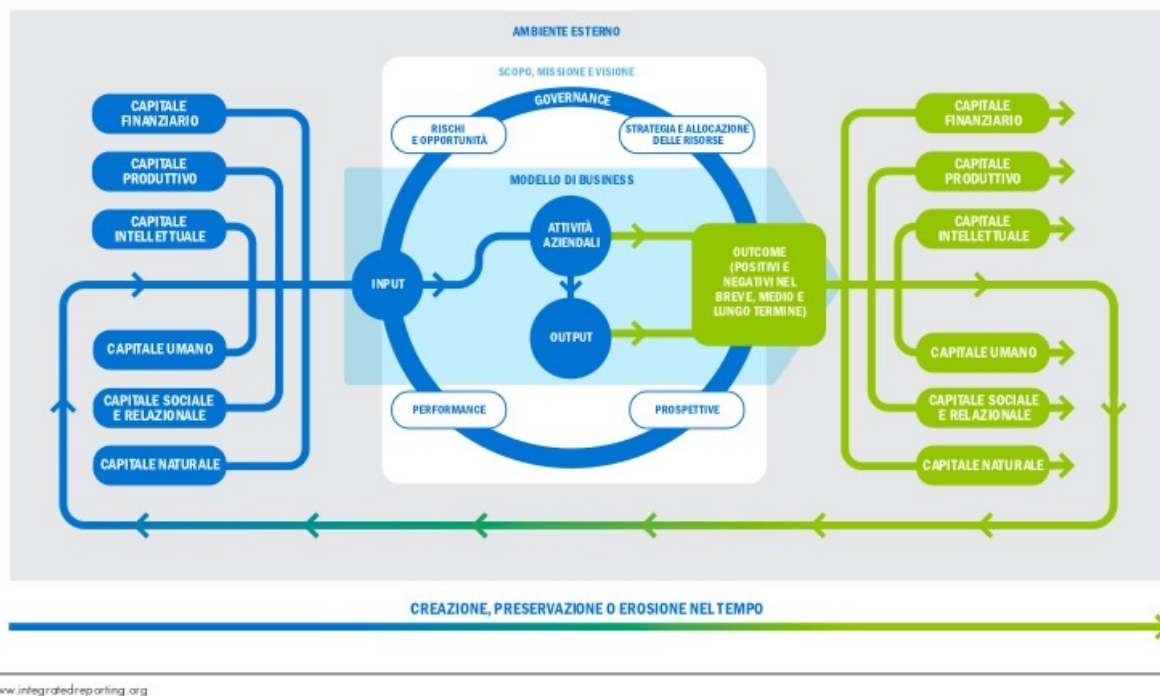 AMBIENTE ESTERNO
SCOPO, MISSIONE E VISIONE
GOVERNANCE
RISCHI
E OPPORTUNITÀ
STRATEGIA E ALLOCAZIONE
DELLE RISORSE
CAPITALE
FINANZIARIO
CAPITALE
PRODUTTIVO
CAPITALE
INTELLETTUALE
CAPITALE UMANO
CAPITALE SOCIALE
E RELAZIONALE
CAPITALE NATURALE
MODELLO DI BUSINESS
INPUT
ATTIVITÀ
AZIENDALI
OUTPUT
OUTCOME
(POSITIVI E
NEGATIVI NEL
BREVE, MEDIO E
LUNGO TERMINE)
PERFORMANCE
PROSPETTIVE
CAPITALE
FINANZIARIO
CAPITALE
PRODUTTIVO
CAPITALE
INTELLETTUALE
CAPITALE UMANO
CAPITALE SOCIALE
E RELAZIONALE
CAPITALE NATURALE
CREAZIONE, PRESERVAZIONE O EROSIONE NEL TEMPO
ww.integratedreporting.org